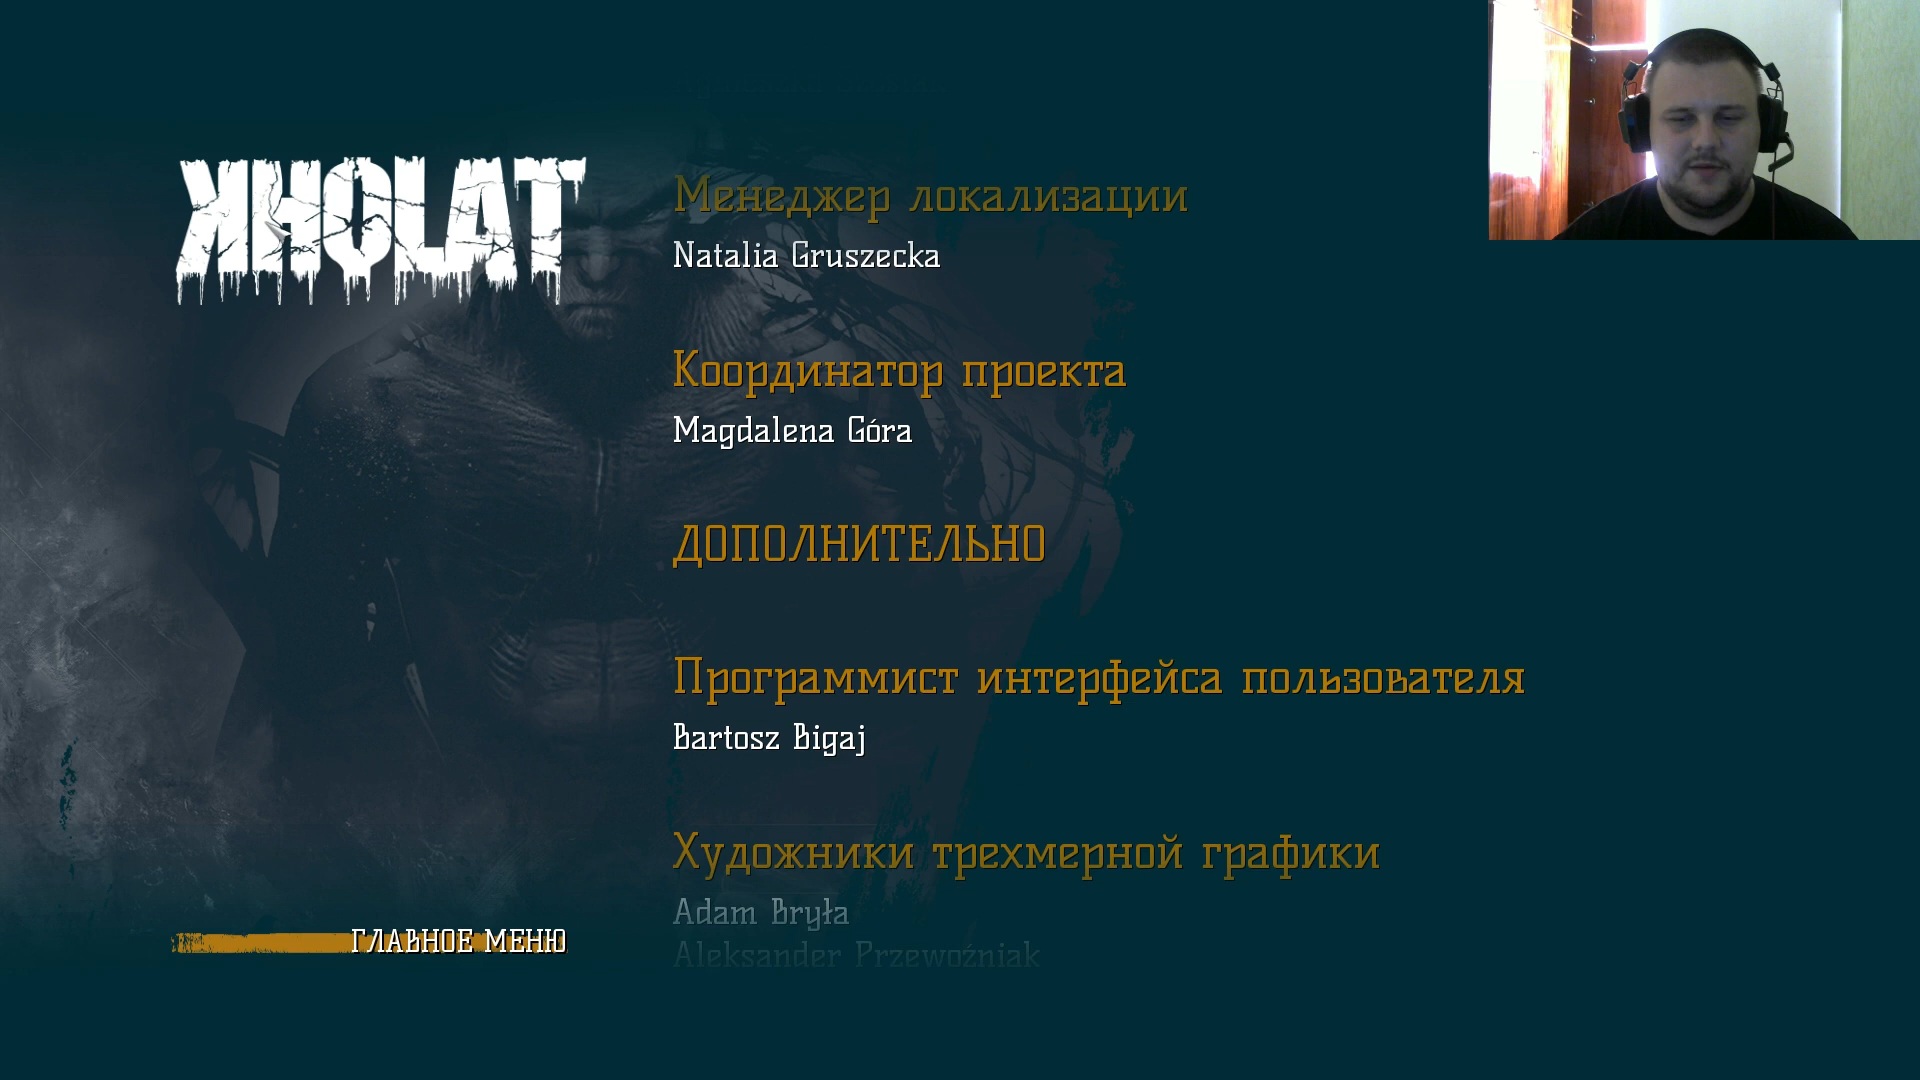 KHOLAT
Менеджер локализации
Natalia Gruszecka
Координатор проекта
Magdalena Góra
ДОПОЛНИТЕЛЬНО
Программист интерфейса пользователя
Bartosz Bigaj
Художники трехмерной графики
Adam Bryła
Aleksander Przewoźniak
ГЛАВНОЕ МЕНЮ